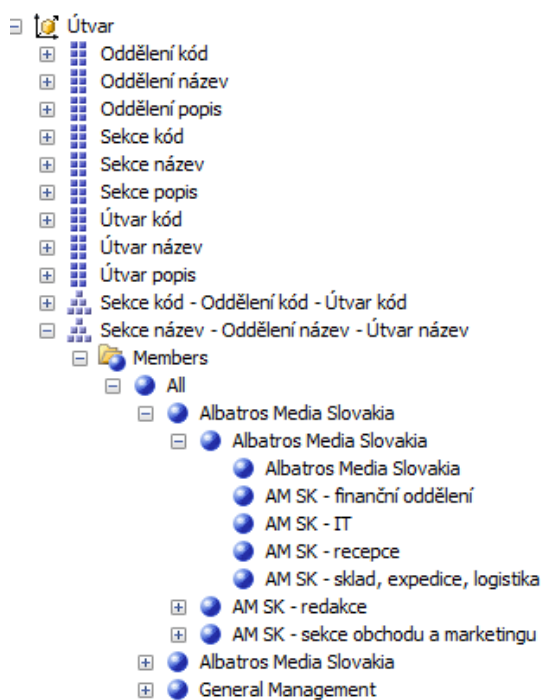 Útvar
Oddělení kód
Oddělení název
Oddělení popis
Sekce kód
Sekce název
Sekce popis
Útvar kód
Útvar název
Útvar popis
Sekce kód - Oddělení kód - Útvar kód
Sekce název - Oddělení název - Útvar název
Members
All
Albatros Media Slovakia
Albatros Media Slovakia
Albatros Media Slovakia
AM SK - finanční oddělení
AM SK - IT
AM SK - recepce
AM SK - sklad, expedice, logistika
AM SK - redakce
AM SK - sekce obchodu a marketingu
Albatros Media Slovakia
General Management